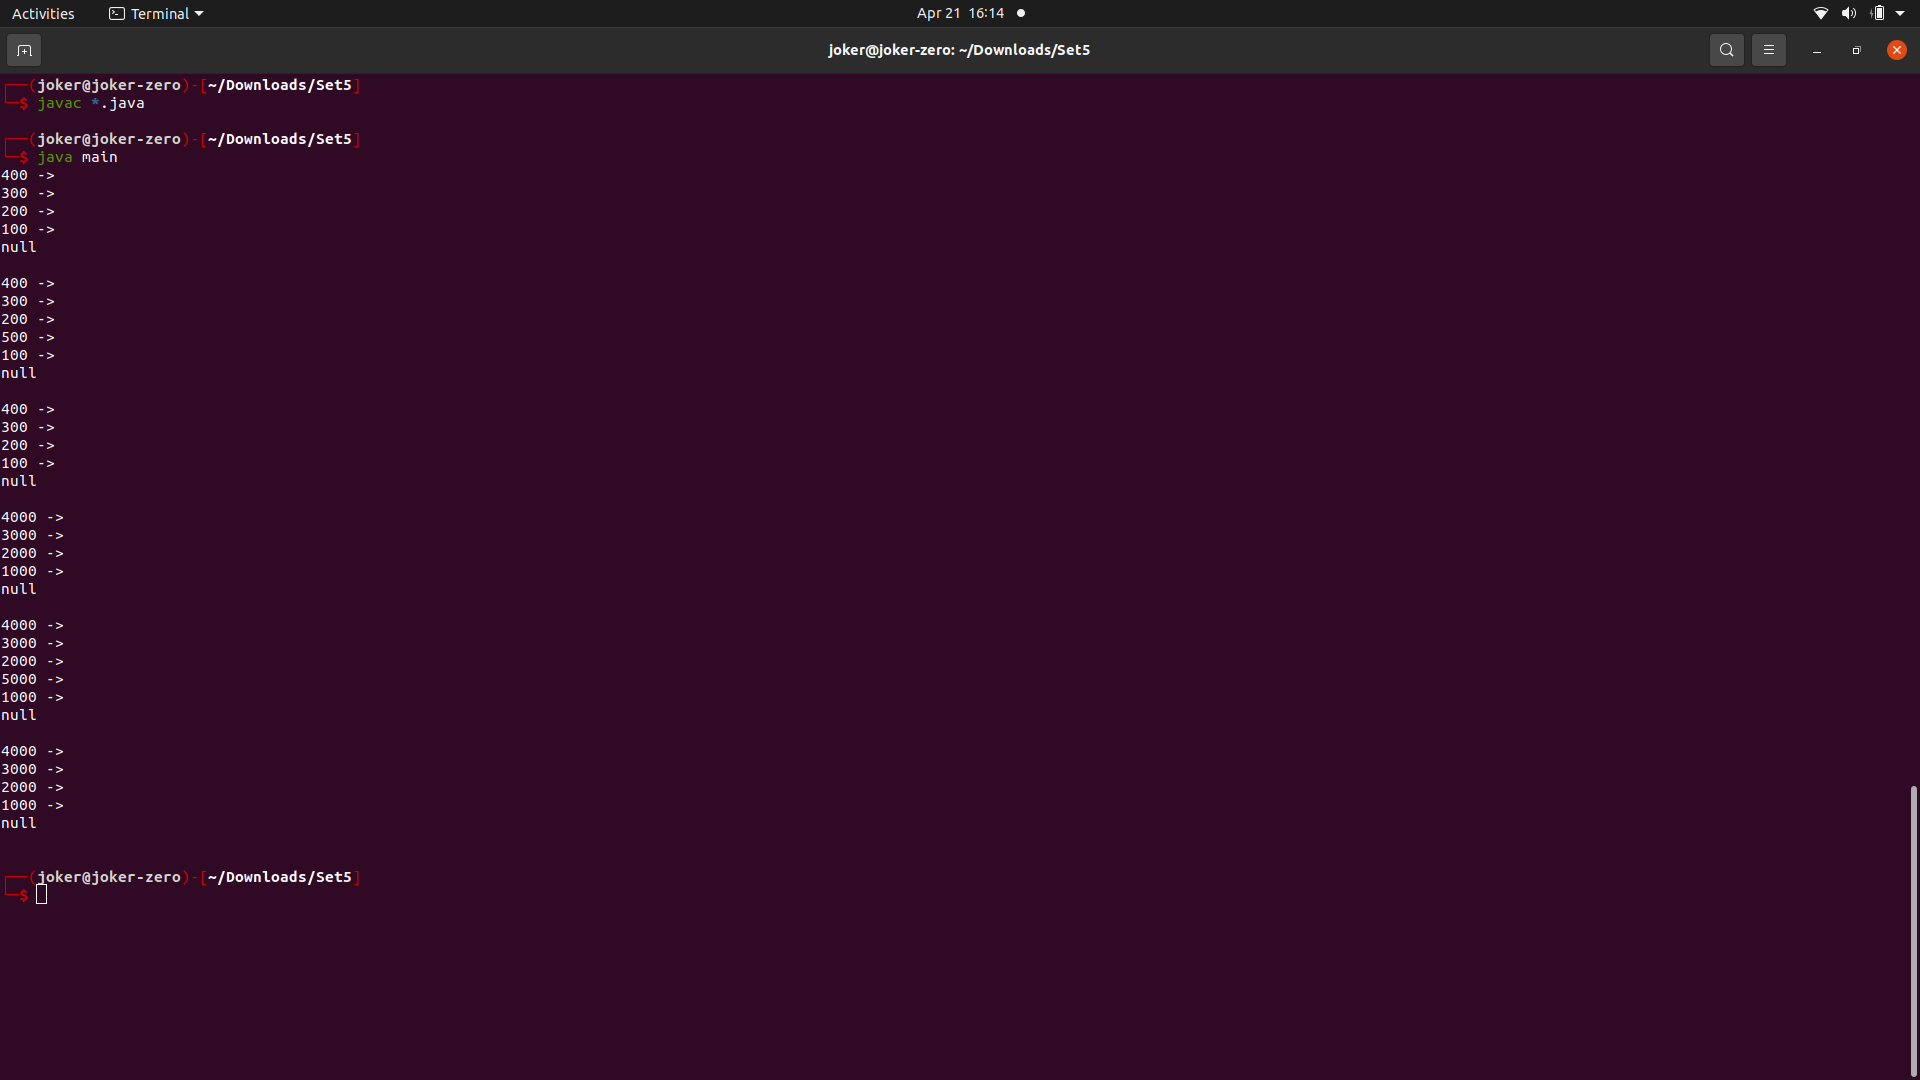 Activities Terminal Apr 21 16:14
joker@joker-zero: ~/Downloads/Set5
(joker@joker-zero)-[~/Downloads/Set5]
$ javac *.java
(joker@joker-zero)-[~/Downloads/Set5]
$ java main
400 ->
300 ->
200 ->
100 ->
null
400 ->
300 ->
200 ->
500 ->
100 ->
null
400 ->
300 ->
200 ->
100 ->
null
4000 ->
3000 ->
2000 ->
1000 ->
null
4000 ->
3000 ->
2000 ->
5000 ->
1000 ->
null
4000 ->
3000 ->
2000 ->
1000 ->
null
(joker@joker-zero)-[~/Downloads/Set5]
$